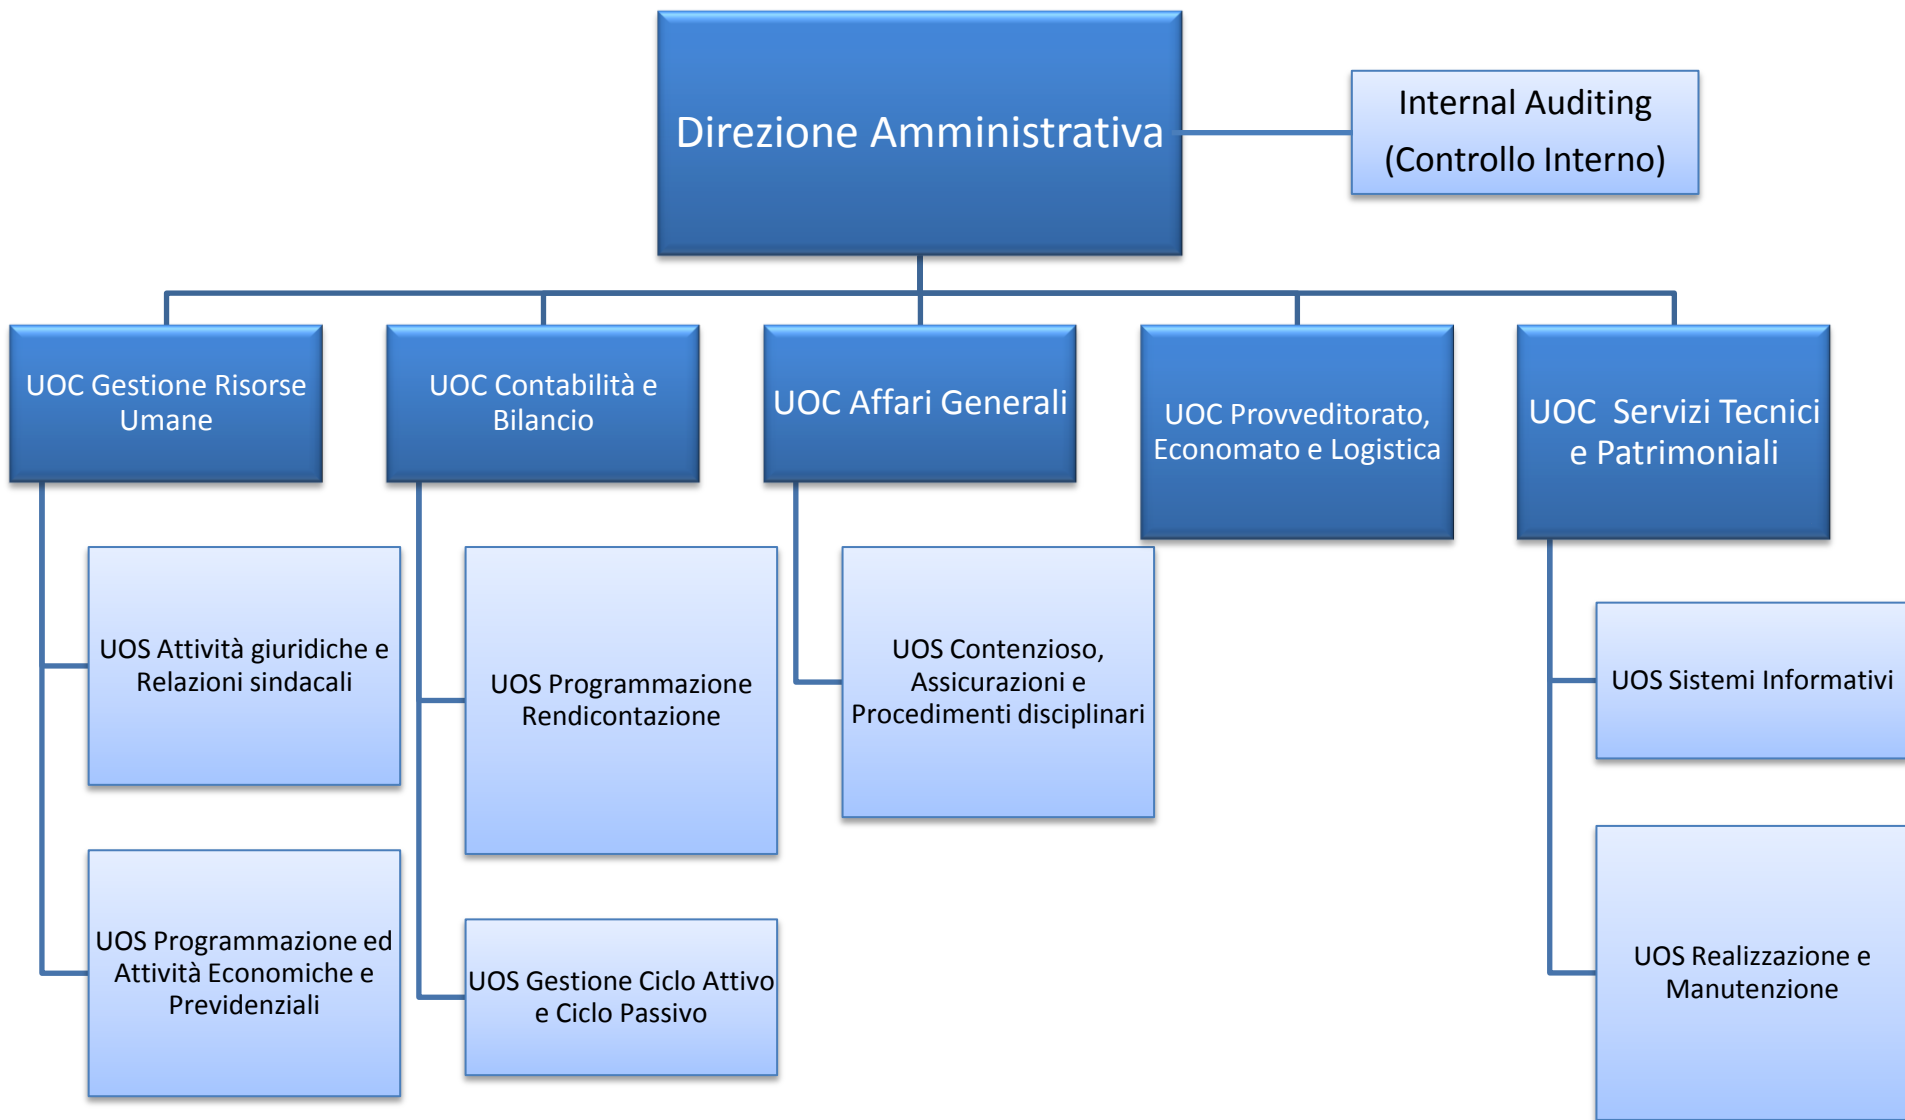 Direzione Amministrativa
Internal Auditing
(Controllo Interno)
UOC Gestione Risorse
Umane
UOC Contabilità e
Bilancio
UOC Affari Generali
UOC Provveditorato,
Economato e Logistica
UOC  Servizi Tecnici
e Patrimoniali
UOS Attività giuridiche e
Relazioni sindacali
UOS Programmazione ed
Attività Economiche e
Previdenziali
UOS Programmazione
Rendicontazione
UOS Gestione Ciclo Attivo
e Ciclo Passivo
UOS Contenzioso,
Assicurazioni e
Procedimenti disciplinari
UOS Sistemi Informativi
UOS Realizzazione e
Manutenzione